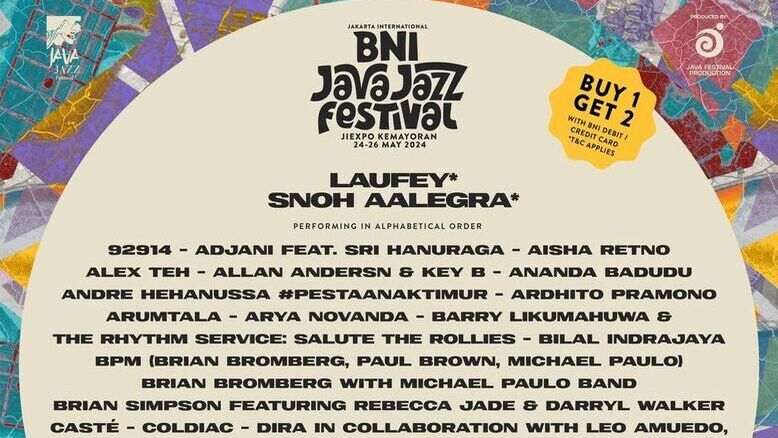 JAVA
JAZZ
Festival
JAKARTA INTERNATIONAL
BNI
Java Jazz
FESTIVAL
JIEXPO KEMAYORAN
24-26 MAY 2024
PRODUCED BY:
JAVA FESTIVAL
PRODUCTION
BUY 1
GET 2
WITH BNI DEBIT /
CREDIT CARD
*T&C APPLIES
LAUFEY*
SNOH AALEGRA*
PERFORMING IN ALPHABETICAL ORDER
92914 - ADJANI FEAT. SRI HANURAGA - AISHA RETNO
ALEX TEH - ALLAN ANDERSN & KEY B - ANANDA BADUDU
ANDRE HEHANUSSA #PESTAANAKTIMUR - ARDHITO PRAMONO
ARUMTALA - ARYA NOVANDA - BARRY LIKUMAHUWA &
THE RHYTHM SERVICE: SALUTE THE ROLLIES - BILAL INDRAJAYA
BPM (BRIAN BROMBERG, PAUL BROWN, MICHAEL PAULO)
BRIAN BROMBERG WITH MICHAEL PAULO BAND
BRIAN SIMPSON FEATURING REBECCA JADE & DARRYL WALKER
CASTÉ - COLDIAC - DIRA IN COLLABORATION WITH LEO AMUEDO,